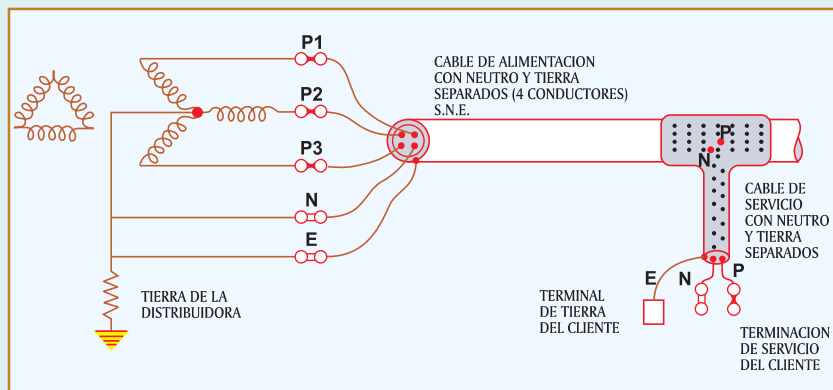 P1
P2
P3
N
E
CABLE DE ALIMENTACION
CON NEUTRO Y TIERRA
SEPARADOS (4 CONDUCTORES)
S.N.E.
P
N
CABLE DE
SERVICIO
CON NEUTRO
Y TIERRA
SEPARADOS
TIERRA DE LA
DISTRIBUIDORA
E
N
P
TERMINAL
DE TIERRA
DEL CLIENTE
TERMINACION
DE SERVICIO
DEL CLIENTE